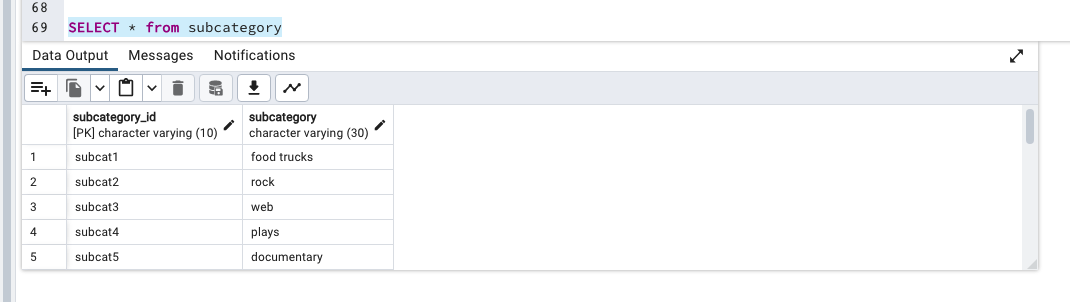 68
69 SELECT * from subcategory
Data Output Messages Notifications
subcategory_id subcategory
[PK] character varying (10) character varying (30)
1 subcat1 food trucks
2 subcat2 rock
3 subcat3 web
4 subcat4 plays
5 subcat5 documentary